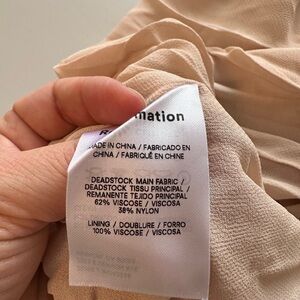 mation
MADE IN CHINA / FABRICADO EN
CHINA / FABRIQUÉ EN CHINE
DEADSTOCK MAIN FABRIC /
DEADSTOCK TISSU PRINCIPAL /
REMANENTE TEJIDO PRINCIPAL
62% VISCOSE / VISCOSA
38% NYLON
LINING / DOUBLURE / FORRO
100% VISCOSE / VISCOSA